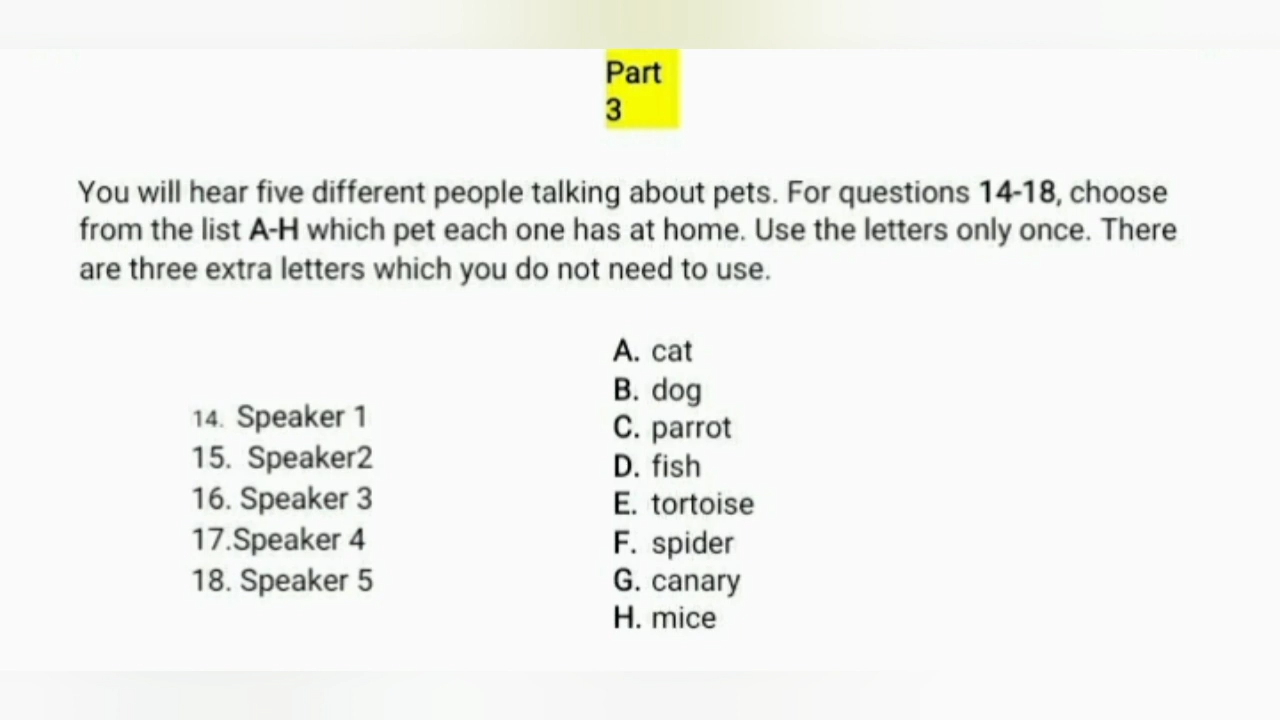 Part
3
You will hear five different people talking about pets. For questions 14-18, choose
from the list A-H which pet each one has at home. Use the letters only once. There
are three extra letters which you do not need to use.
14. Speaker 1
15. Speaker2
16. Speaker 3
17.Speaker 4
18. Speaker 5
A. cat
B. dog
C. parrot
D. fish
E. tortoise
F. spider
G. canary
H. mice